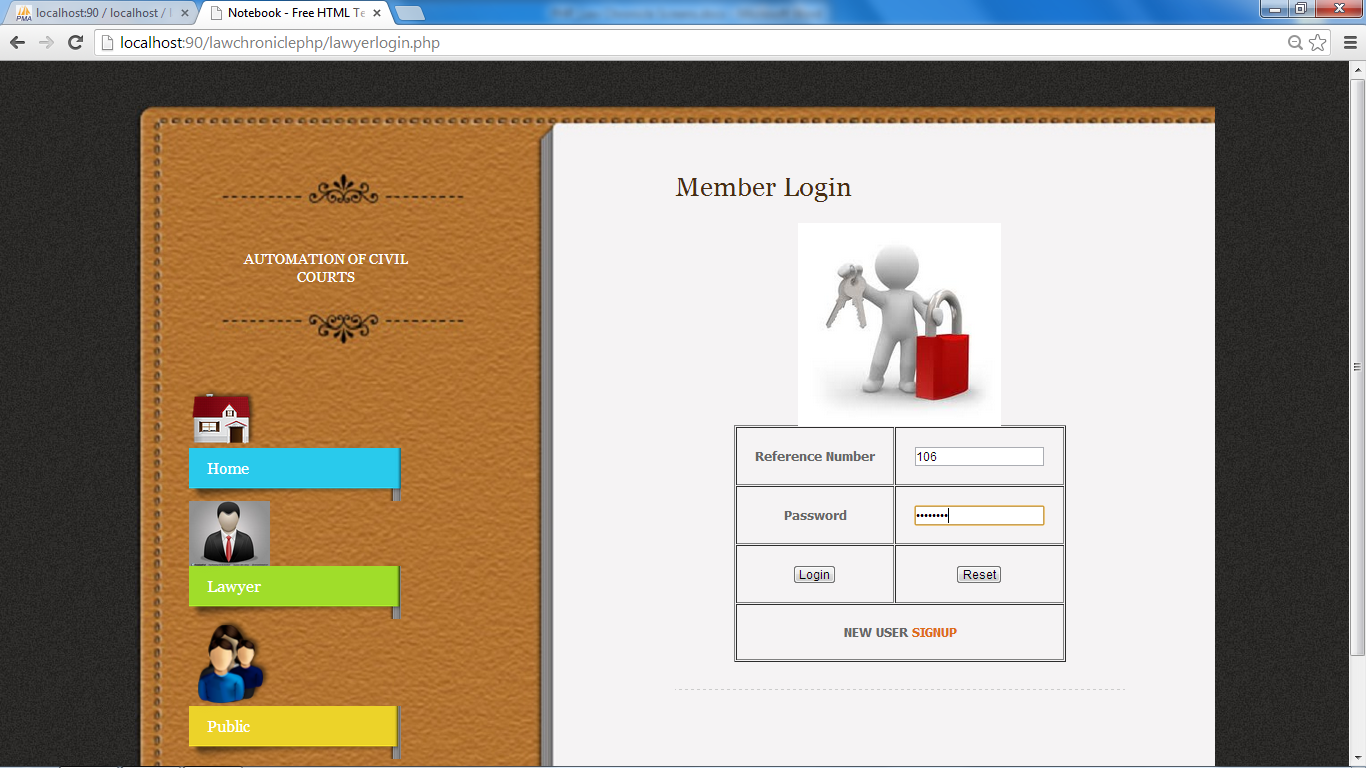 localhost:90 / localhost /
Notebook - Free HTML Te
localhost:90/lawchroniclephp/lawyerlogin.php
AUTOMATION OF CIVIL
COURTS
Home
Lawyer
Public
Member Login
Reference Number 106
Password ••••••••
Login Reset
NEW USER SIGNUP